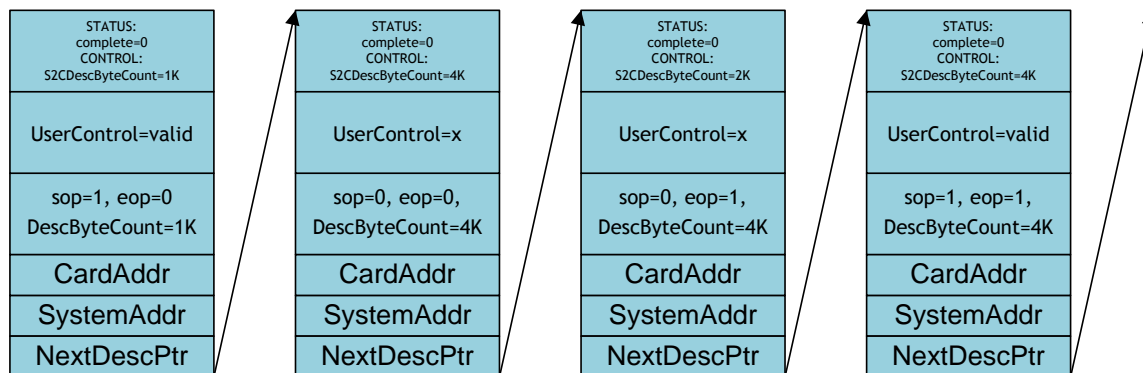 STATUS:
complete=0
CONTROL:
S2CDescByteCount=1K
UserControl=valid
sop=1, eop=0
DescByteCount=1K
CardAddr
SystemAddr
NextDescPtr
STATUS:
complete=0
CONTROL:
S2CDescByteCount=4K
UserControl=x
sop=0, eop=0,
DescByteCount=4K
CardAddr
SystemAddr
NextDescPtr
STATUS:
complete=0
CONTROL:
S2CDescByteCount=2K
UserControl=x
sop=0, eop=1,
DescByteCount=4K
CardAddr
SystemAddr
NextDescPtr
STATUS:
complete=0
CONTROL:
S2CDescByteCount=4K
UserControl=valid
sop=1, eop=1,
DescByteCount=4K
CardAddr
SystemAddr
NextDescPtr